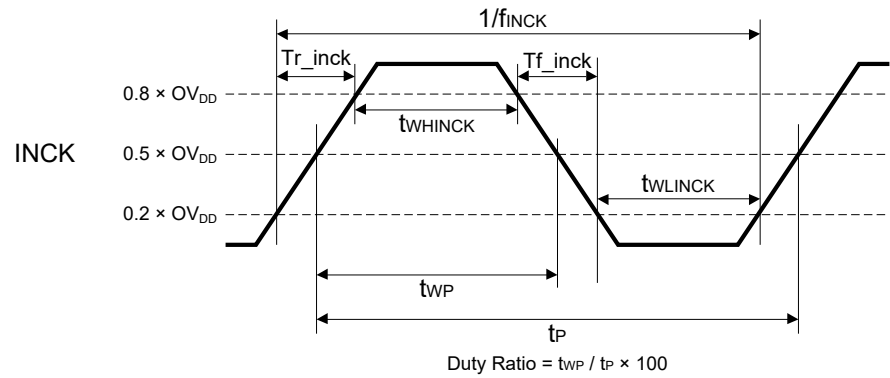 1/fINCK
Tr_inck
Tf_inck
0.8 × OVDD
tWHINCK
INCK
0.5 × OVDD
tWLINCK
0.2 × OVDD
tWP
tP
Duty Ratio = tWP / tP × 100